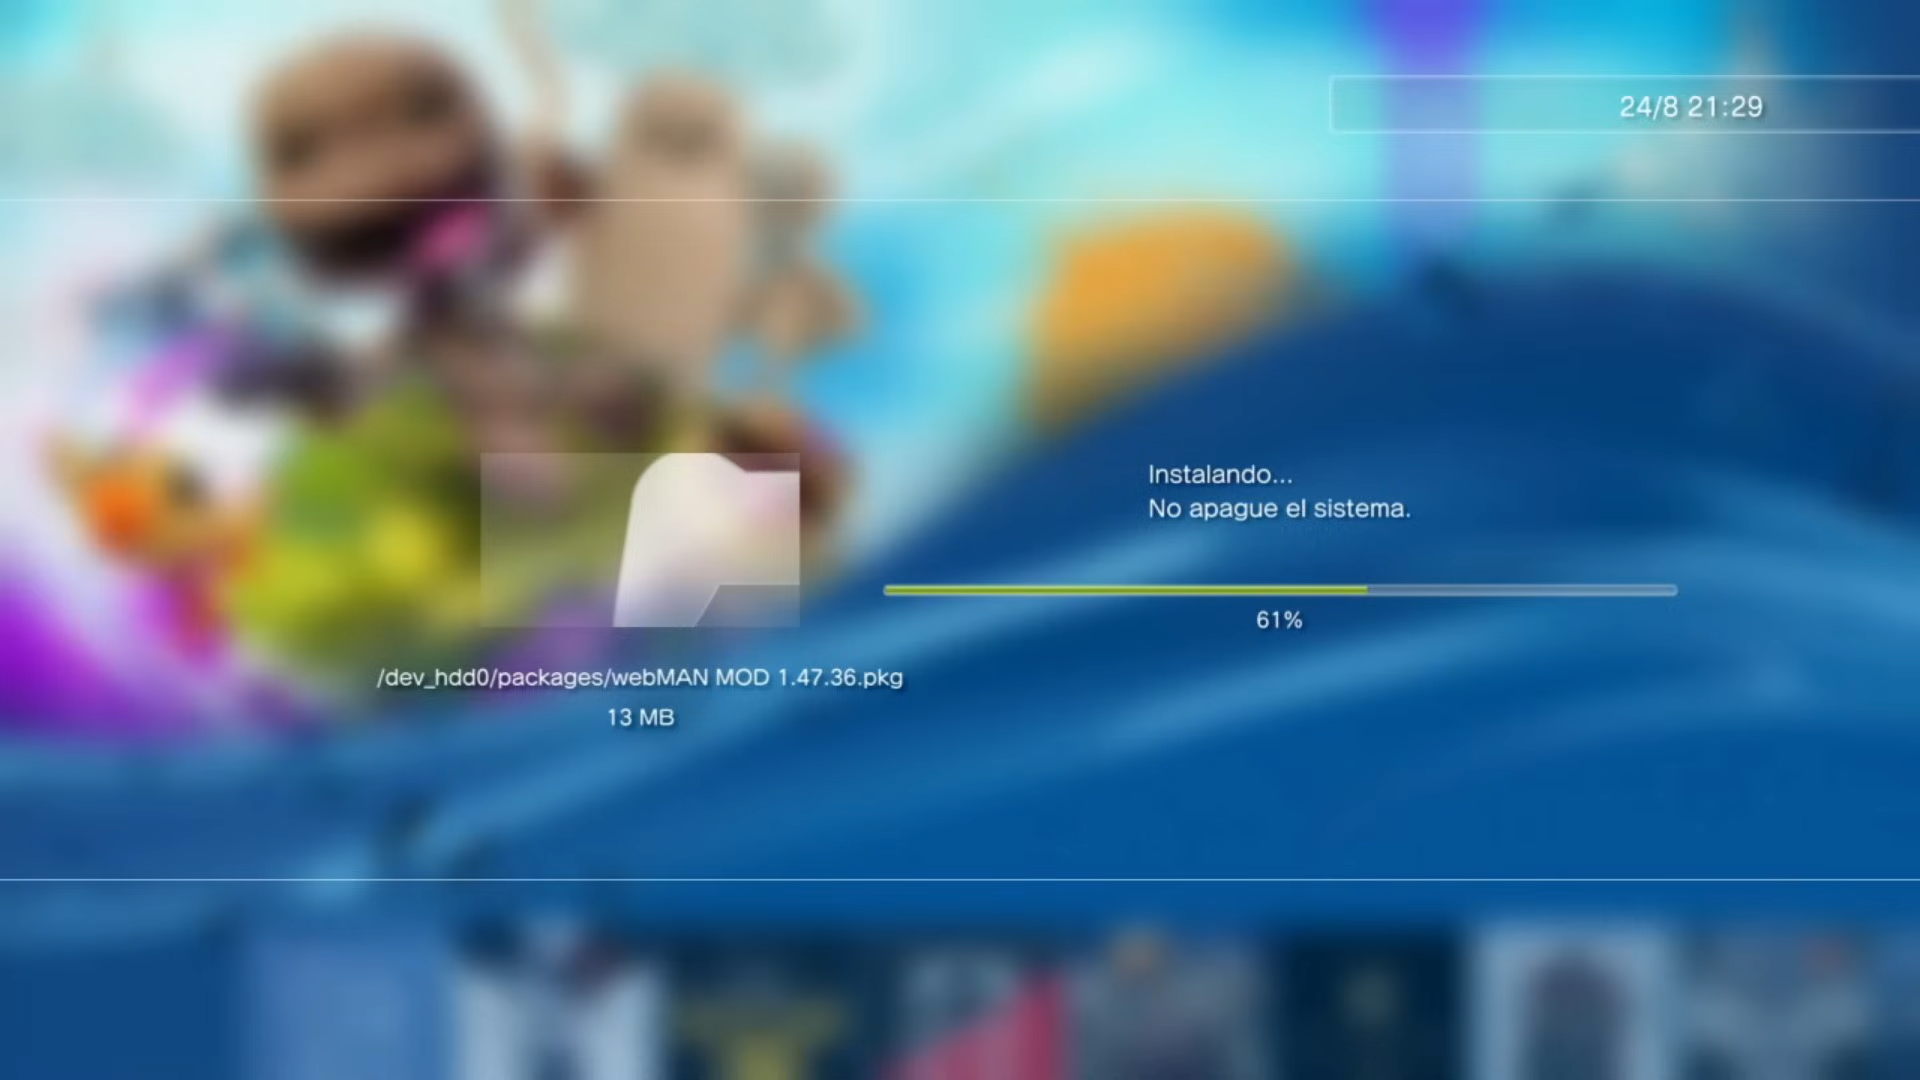 24/8 21:29
Instalando...
No apague el sistema.
61%
/dev_hdd0/packages/webMAN MOD 1.47.36.pkg
13 MB